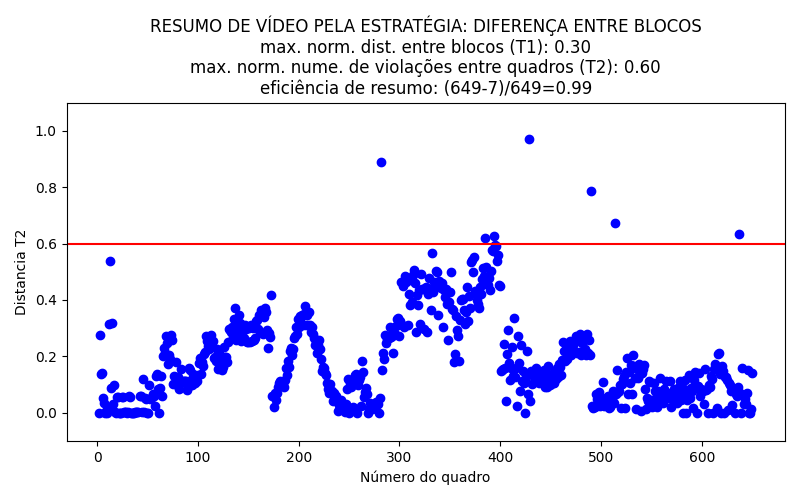 RESUMO DE VÍDEO PELA ESTRATÉGIA: DIFERENÇA ENTRE BLOCOS
max. norm. dist. entre blocos (T1): 0.30
max. norm. nume. de violações entre quadros (T2): 0.60
eficiência de resumo: (649-7)/649=0.99
Distancia T2
1.0
0.8
0.6
0.4
0.2
0.0
0
100
200
300
400
500
600
Número do quadro